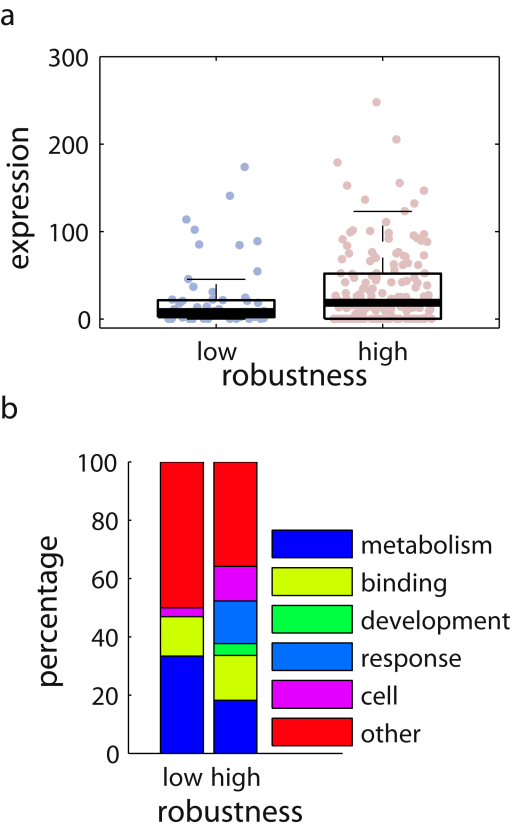 a
300
200
100
0
expression
low high
robustness
b
100
80
60
40
20
0
percentage
metabolism
binding
development
response
cell
other
low high
robustness